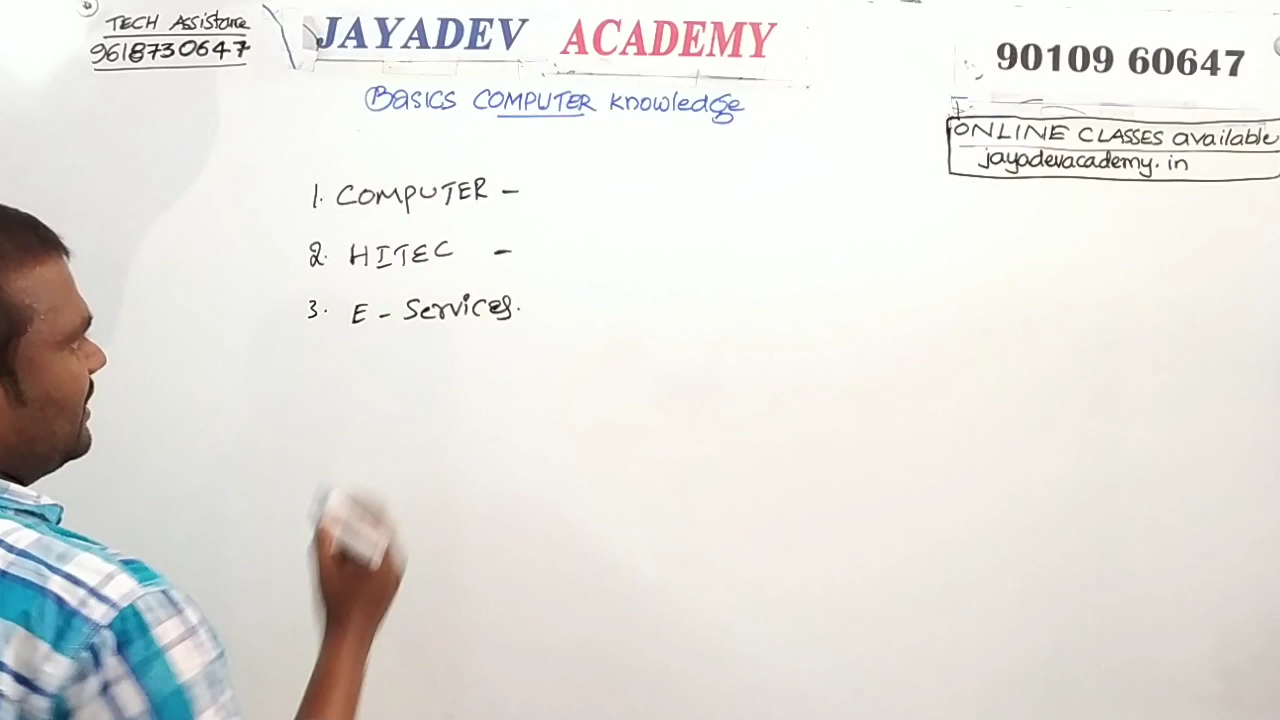 TECH Assistance
9618730647
JAYADEV ACADEMY
90109 60647
Basics COMPUTER knowledge
ONLINE CLASSES available
jayadevacademy.in
1. COMPUTER -
2. HITEC -
3. E - Services.